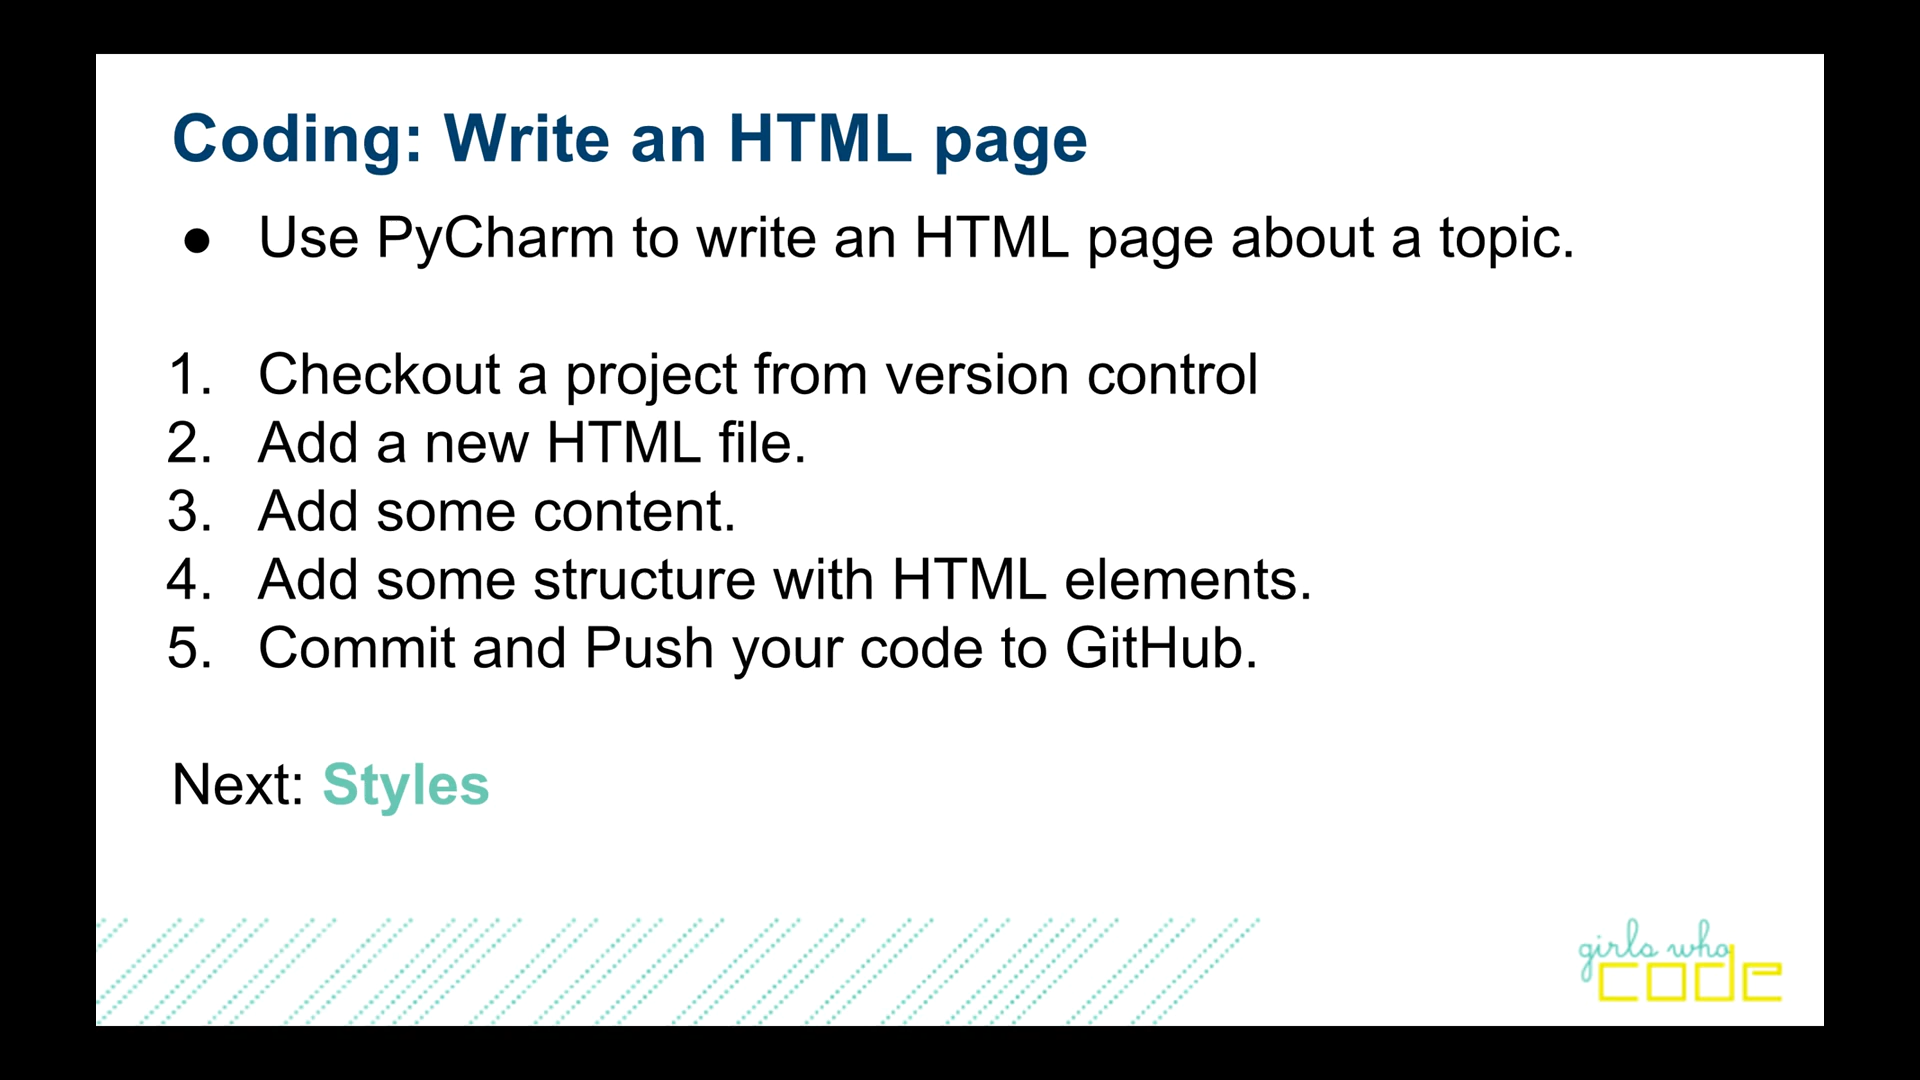 Coding: Write an HTML page
● Use PyCharm to write an HTML page about a topic.
1. Checkout a project from version control
2. Add a new HTML file.
3. Add some content.
4. Add some structure with HTML elements.
5. Commit and Push your code to GitHub.
Next: Styles
girls who
code